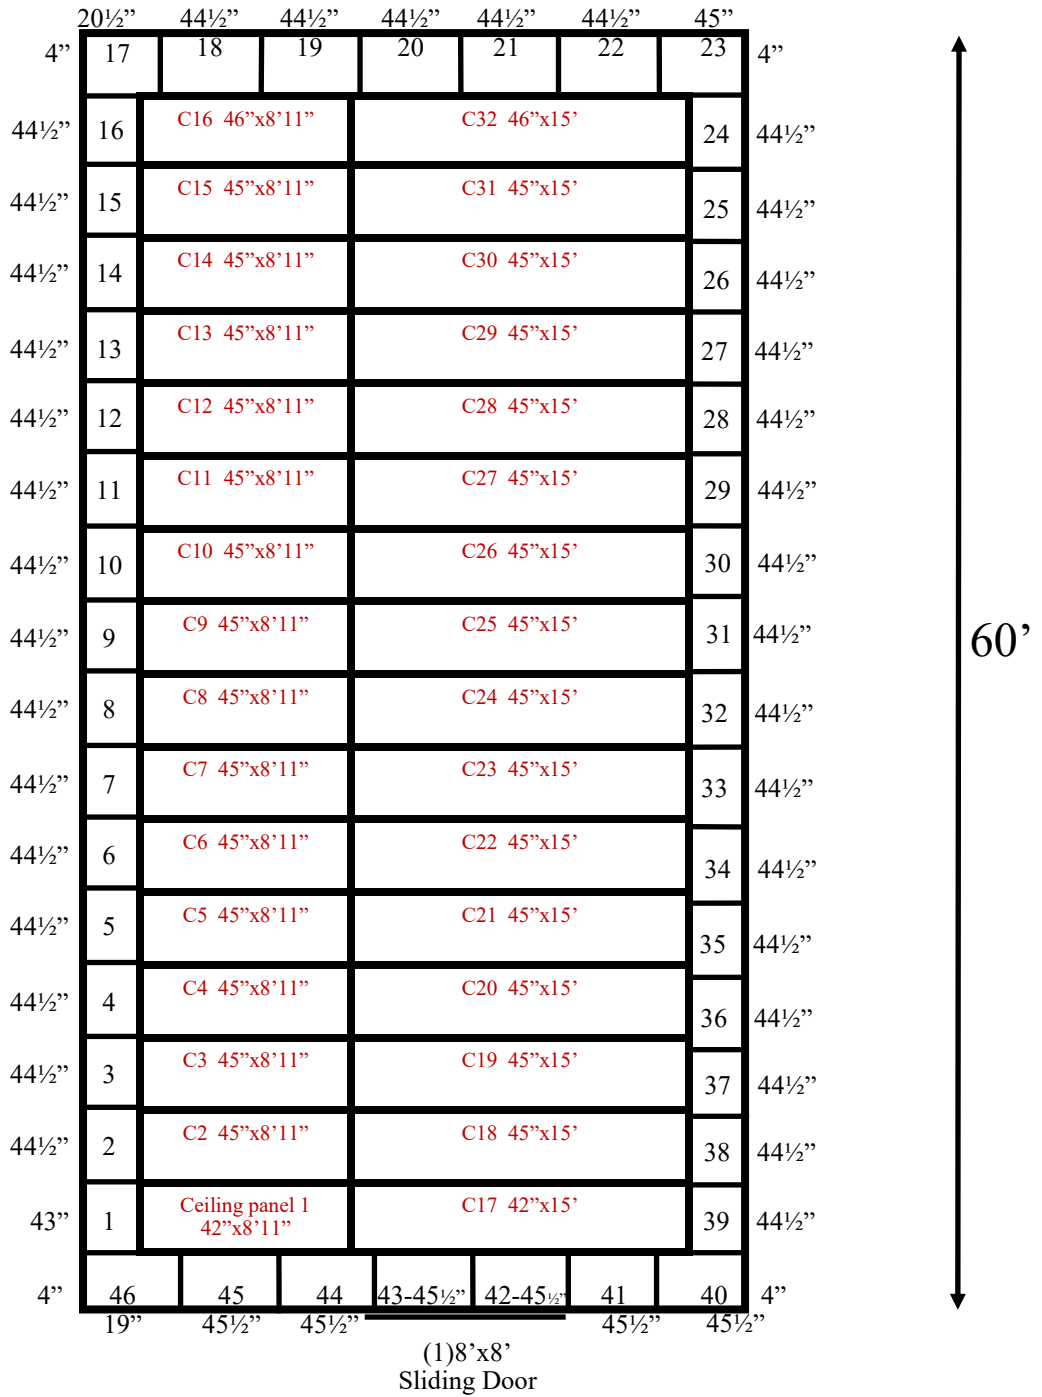 20½” 44½” 44½” 44½” 44½” 44½” 45”
4” 17 18 19 20 21 22 23 4”
44½” 16 C16 46”x8’11” C32 46”x15’ 24 44½”
44½” 15 C15 45”x8’11” C31 45”x15’ 25 44½”
44½” 14 C14 45”x8’11” C30 45”x15’ 26 44½”
44½” 13 C13 45”x8’11” C29 45”x15’ 27 44½”
44½” 12 C12 45”x8’11” C28 45”x15’ 28 44½”
44½” 11 C11 45”x8’11” C27 45”x15’ 29 44½”
44½” 10 C10 45”x8’11” C26 45”x15’ 30 44½”
44½” 9 C9 45”x8’11” C25 45”x15’ 31 44½” 60’
44½” 8 C8 45”x8’11” C24 45”x15’ 32 44½”
44½” 7 C7 45”x8’11” C23 45”x15’ 33 44½”
44½” 6 C6 45”x8’11” C22 45”x15’ 34 44½”
44½” 5 C5 45”x8’11” C21 45”x15’ 35 44½”
44½” 4 C4 45”x8’11” C20 45”x15’ 36 44½”
44½” 3 C3 45”x8’11” C19 45”x15’ 37 44½”
44½” 2 C2 45”x8’11” C18 45”x15’ 38 44½”
43” 1 Ceiling panel 1 C17 42”x15’ 39 44½”
42”x8’11”
4” 46 45 44 43-45½” 42-45½” 41 40 4”
19” 45½” 45½” 45½” 45½”
(1)8’x8’
Sliding Door